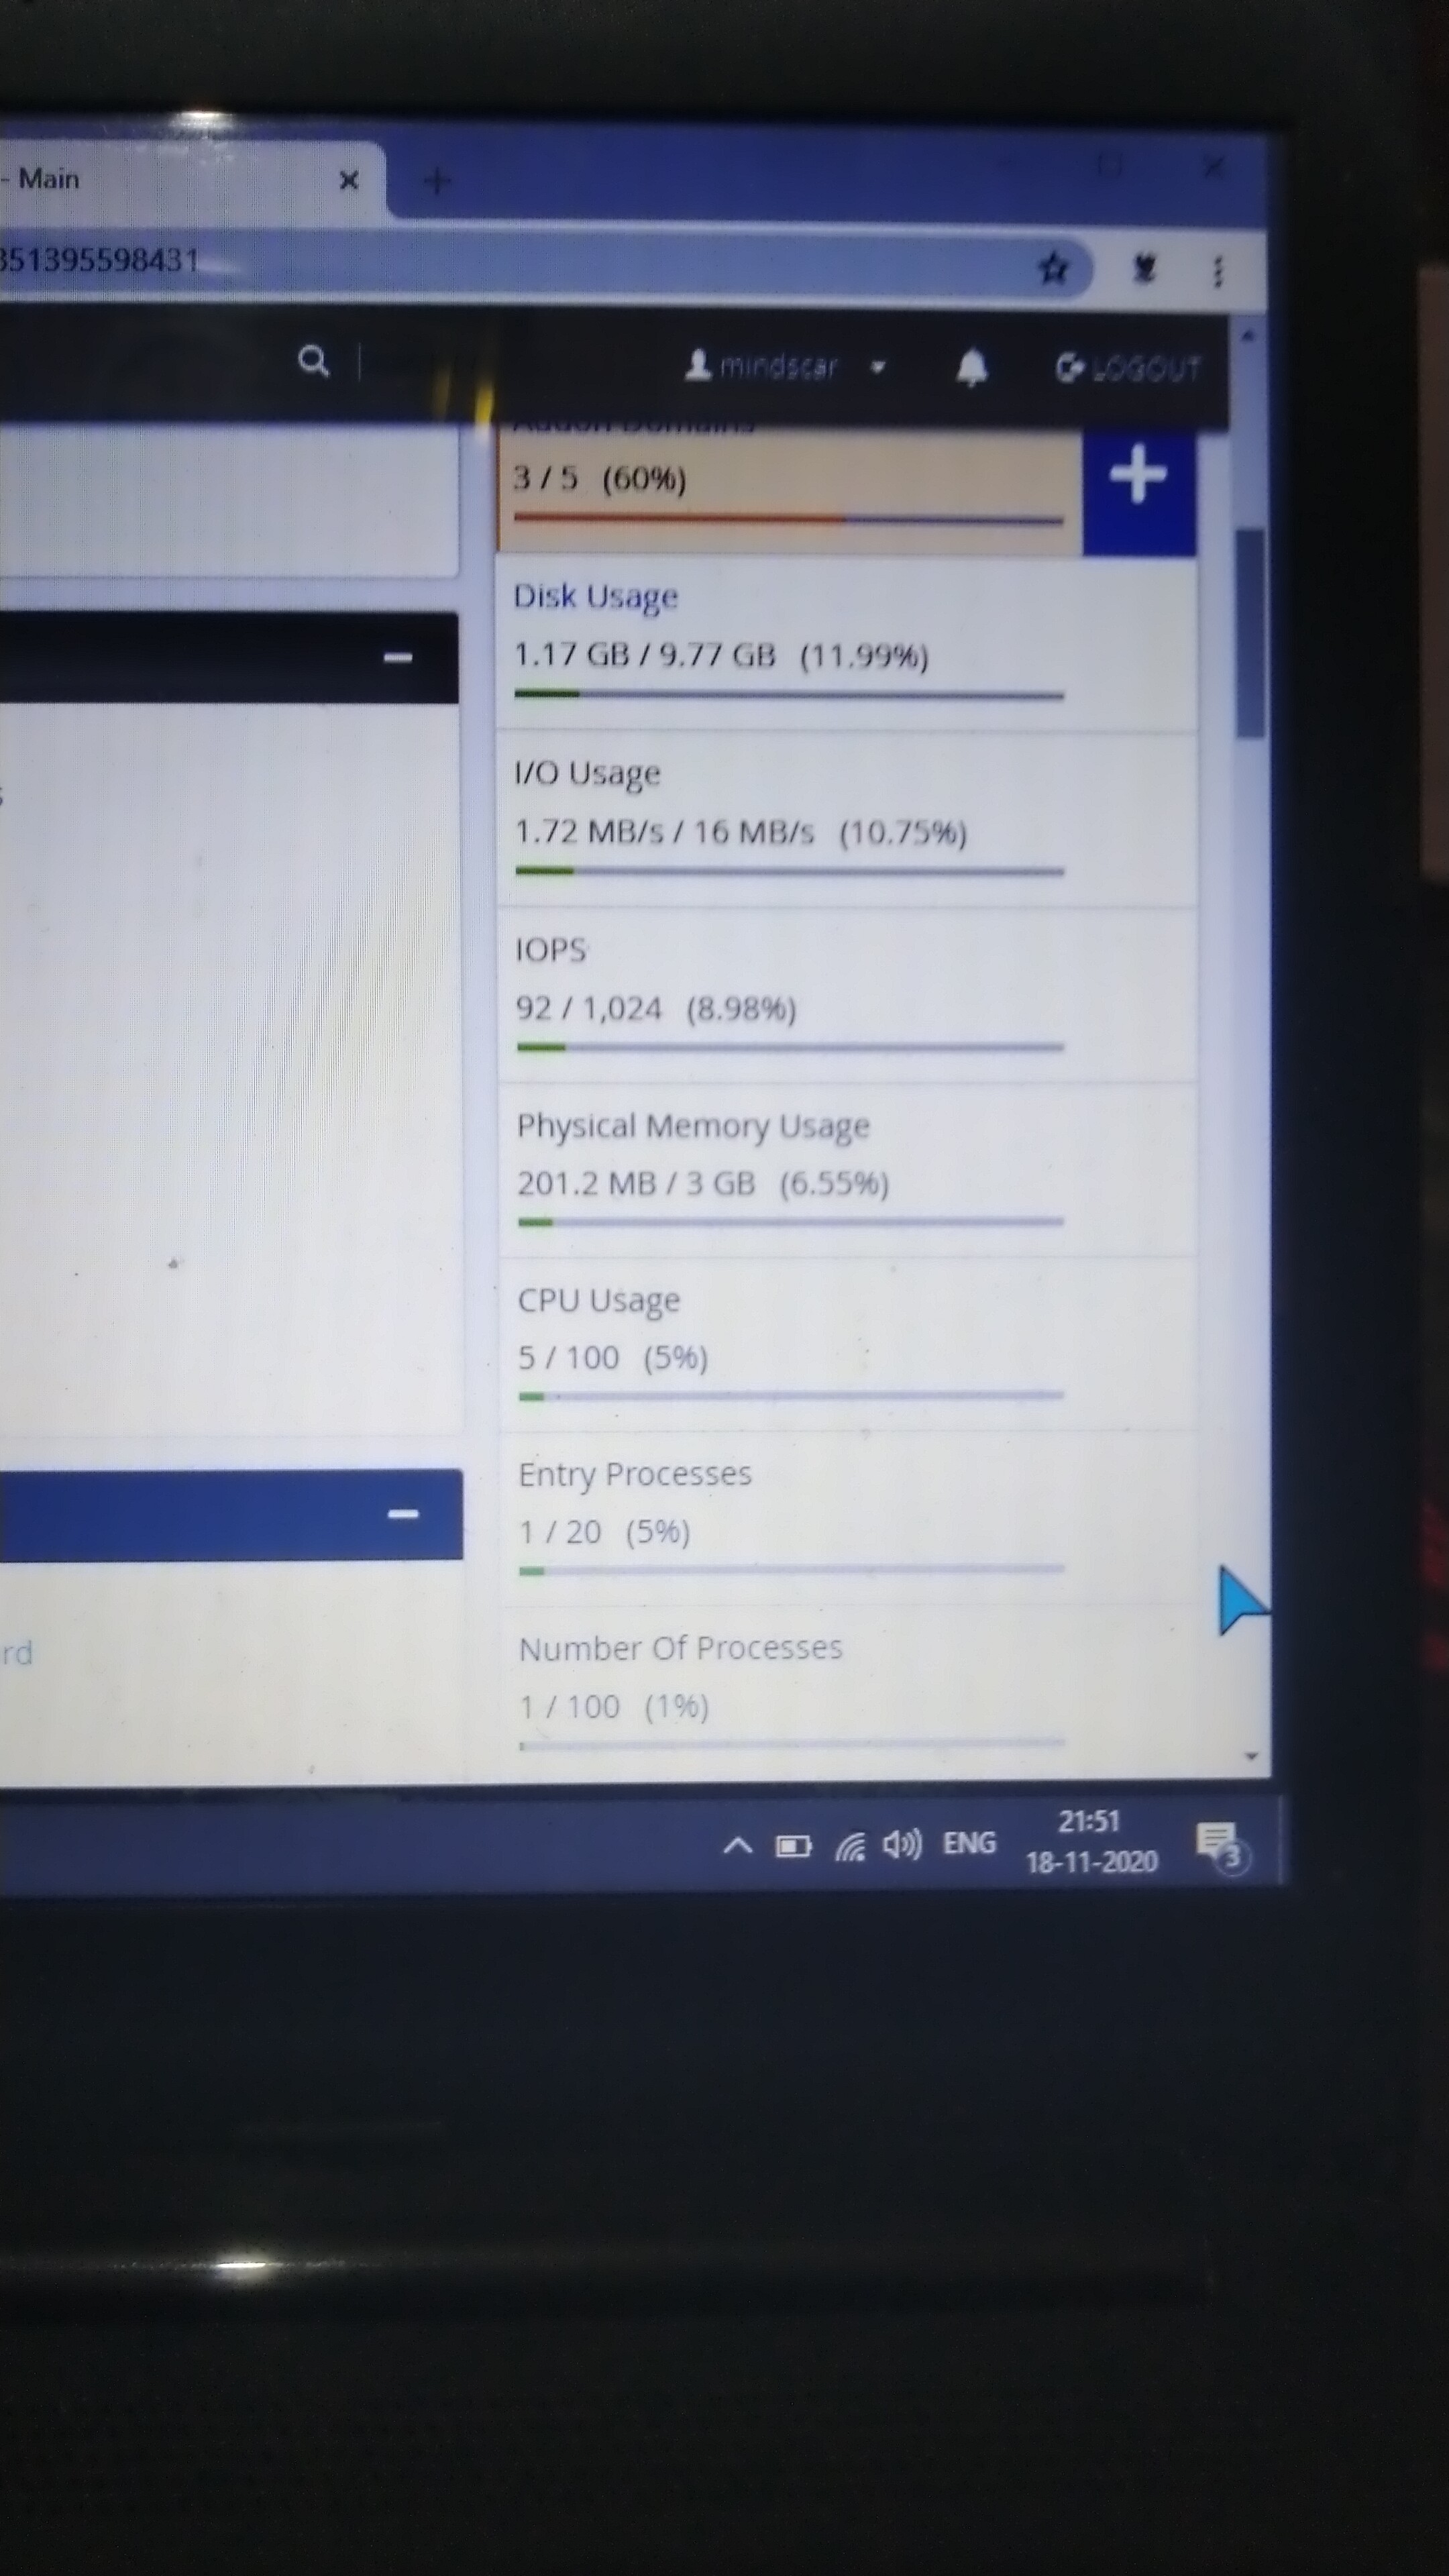 - Main
351395598431
mindscar
LOGOUT
Addon Domains
3 / 5 (60%)
Disk Usage
1.17 GB / 9.77 GB (11.99%)
I/O Usage
1.72 MB/s / 16 MB/s (10.75%)
IOPS
92 / 1,024 (8.98%)
Physical Memory Usage
201.2 MB / 3 GB (6.55%)
CPU Usage
5 / 100 (5%)
Entry Processes
1 / 20 (5%)
rd
Number Of Processes
1 / 100 (1%)
ENG
21:51
18-11-2020
3